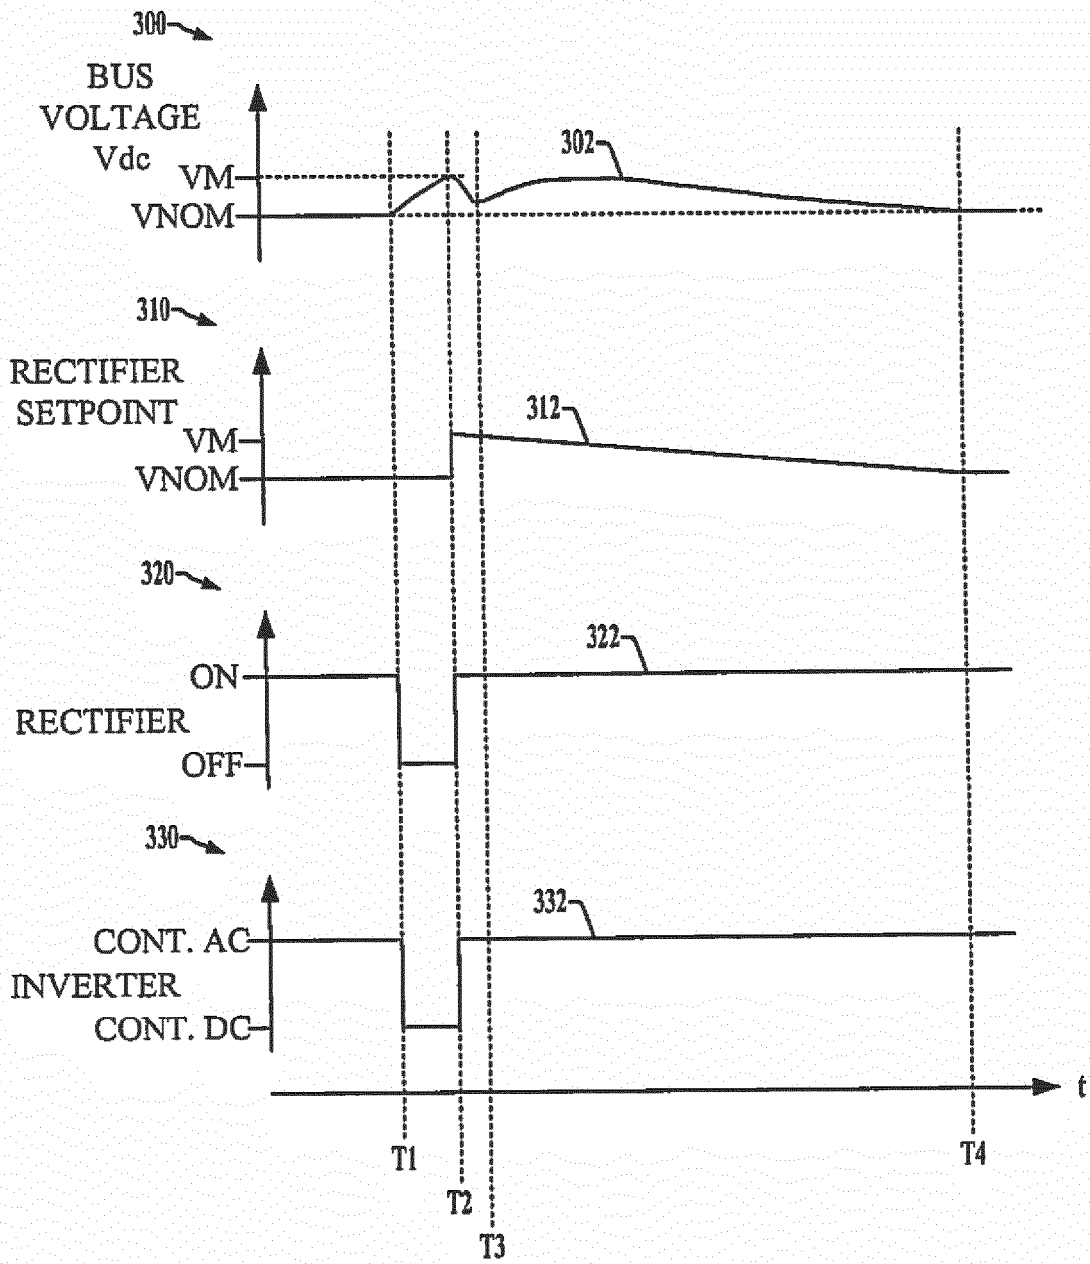 300
BUS
VOLTAGE
Vdc
VM
VNOM
302
310
RECTIFIER
SETPOINT
VM
VNOM
312
320
ON
RECTIFIER
OFF
322
330
CONT. AC
INVERTER
CONT. DC
332
t
T1
T2
T3
T4